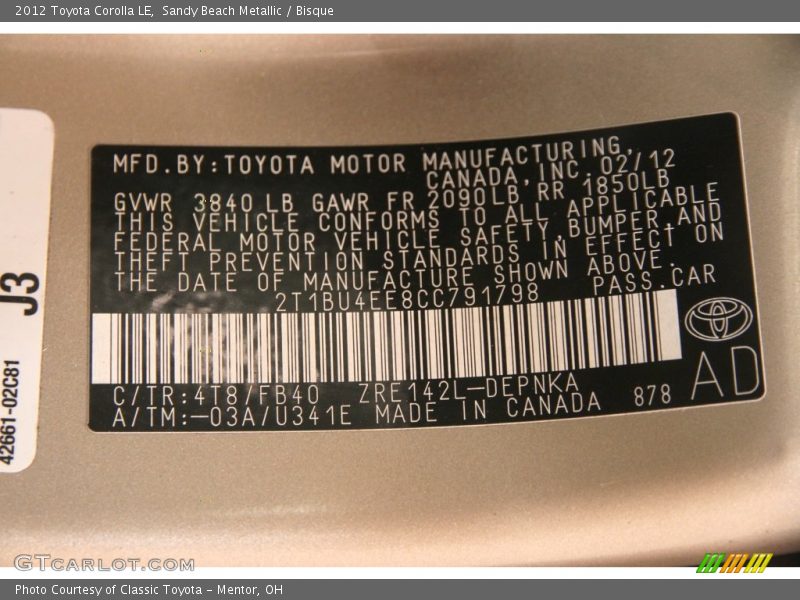 2012 Toyota Corolla LE, Sandy Beach Metallic / Bisque
MFD.BY:TOYOTA MOTOR MANUFACTURING,
CANADA,INC.02/12
GVWR 3840 LB GAWR FR 2090LB,RR 1850LB
THIS VEHICLE CONFORMS TO ALL APPLICABLE
FEDERAL MOTOR VEHICLE SAFETY,BUMPER AND
THEFT PREVENTION STANDARDS IN EFFECT ON
THE DATE OF MANUFACTURE SHOWN ABOVE.
2T1BU4EE8CC791798 PASS.CAR
C/TR:4T8/FB40 ZRE142L-DEPNKA
A/TM:-03A/U341E MADE IN CANADA 878
AD
J3
42661-02C81
GTCARLOT.COM
Photo Courtesy of Classic Toyota - Mentor, OH